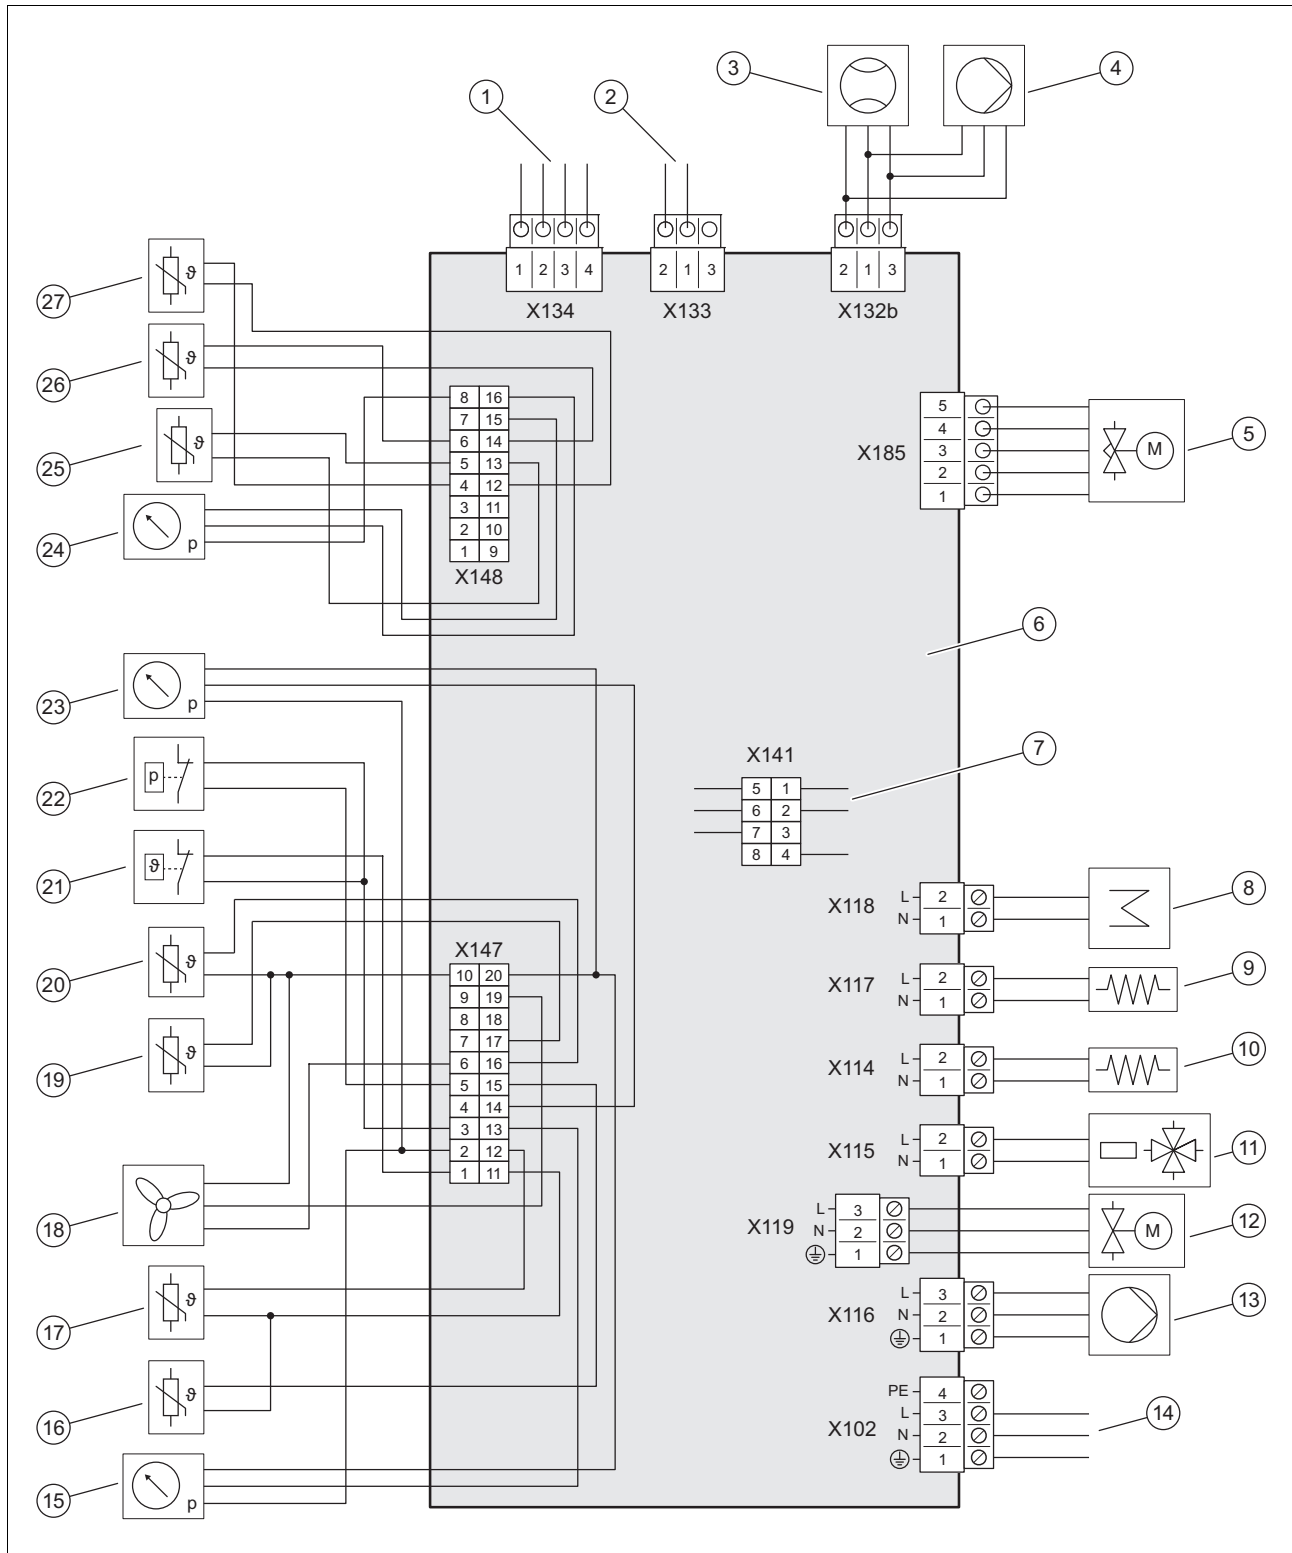 3
4
1
2
1 2 3 4
X134
2 1 3
X133
2 1 3
X132b
27
ϑ
26
ϑ
25
ϑ
24
p
8 16
7 15
6 14
5 13
4 12
3 11
2 10
1 9
X148
X185
5
4
3
2
1
M
5
6
23
p
22
p
21
ϑ
20
ϑ
19
ϑ
X141
5 1
6 2
7 3
8 4
7
X118
L 2
N 1
8
X117
L 2
N 1
9
X114
L 2
N 1
10
X115
L 2
N 1
11
X147
10 20
9 19
8 18
7 17
6 16
5 15
4 14
3 13
2 12
1 11
X119
L 3
N 2
1
M
12
X116
L 3
N 2
1
13
X102
PE 4
L 3
N 2
1
14
18
17
ϑ
16
ϑ
15
p